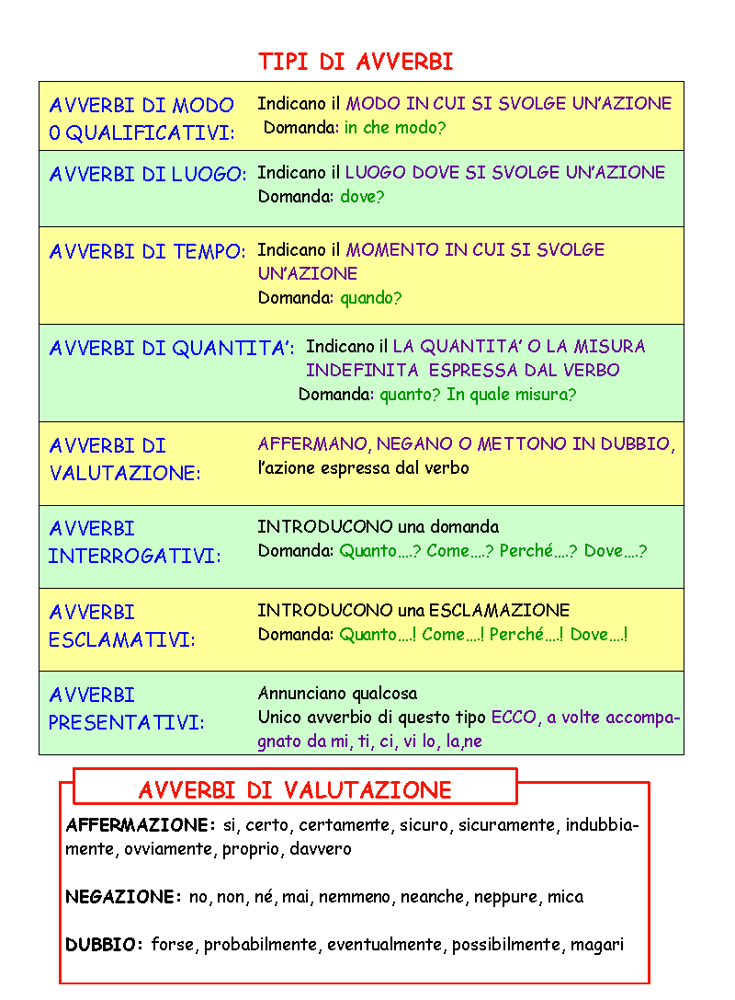 TIPI DI AVVERBI
AVVERBI DI MODO
0 QUALIFICATIVI:
Indicano il MODO IN CUI SI SVOLGE UN'AZIONE
Domanda: in che modo?
AVVERBI DI LUOGO:
Indicano il LUOGO DOVE SI SVOLGE UN'AZIONE
Domanda: dove?
AVVERBI DI TEMPO:
Indicano il MOMENTO IN CUI SI SVOLGE
UN'AZIONE
Domanda: quando?
AVVERBI DI QUANTITA':
Indicano il LA QUANTITA' O LA MISURA
INDEFINITA ESPRESSA DAL VERBO
Domanda: quanto? In quale misura?
AVVERBI DI
VALUTAZIONE:
AFFERMANO, NEGANO O METTONO IN DUBBIO,
l'azione espressa dal verbo
AVVERBI
INTERROGATIVI:
INTRODUCONO una domanda
Domanda: Quanto....? Come....? Perché....? Dove....?
AVVERBI
ESCLAMATIVI:
INTRODUCONO una ESCLAMAZIONE
Domanda: Quanto....! Come....! Perché....! Dove....!
AVVERBI
PRESENTATIVI:
Annunciano qualcosa
Unico avverbio di questo tipo ECCO, a volte accompa-
gnato da mi, ti, ci, vi lo, la,ne
AVVERBI DI VALUTAZIONE
AFFERMAZIONE: si, certo, certamente, sicuro, sicuramente, indubbia-
mente, ovviamente, proprio, davvero
NEGAZIONE: no, non, né, mai, nemmeno, neanche, neppure, mica
DUBBIO: forse, probabilmente, eventualmente, possibilmente, magari